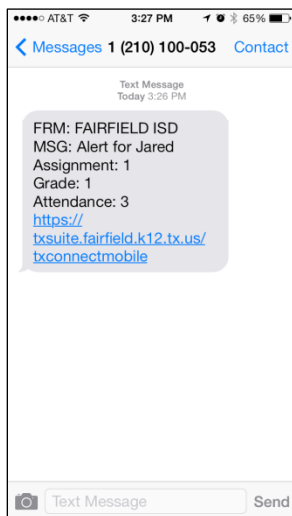 AT&T 3:27 PM 65%
Messages 1 (210) 100-053 Contact
Text Message
Today 3:26 PM
FRM: FAIRFIELD ISD
MSG: Alert for Jared
Assignment: 1
Grade: 1
Attendance: 3
https://
txsuite.fairfield.k12.tx.us/
txconnectmobile
Text Message Send